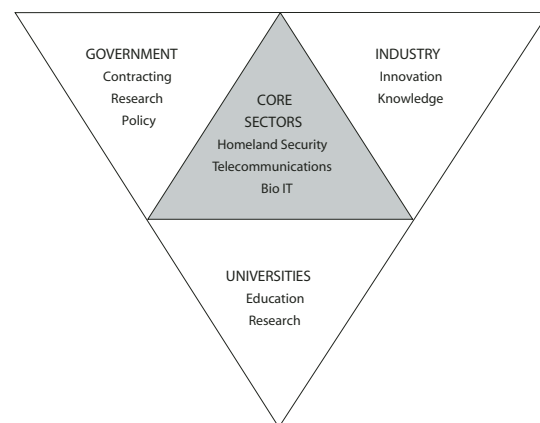 GOVERNMENT
Contracting
Research
Policy
INDUSTRY
Innovation
Knowledge
CORE
SECTORS
Homeland Security
Telecommunications
Bio IT
UNIVERSITIES
Education
Research